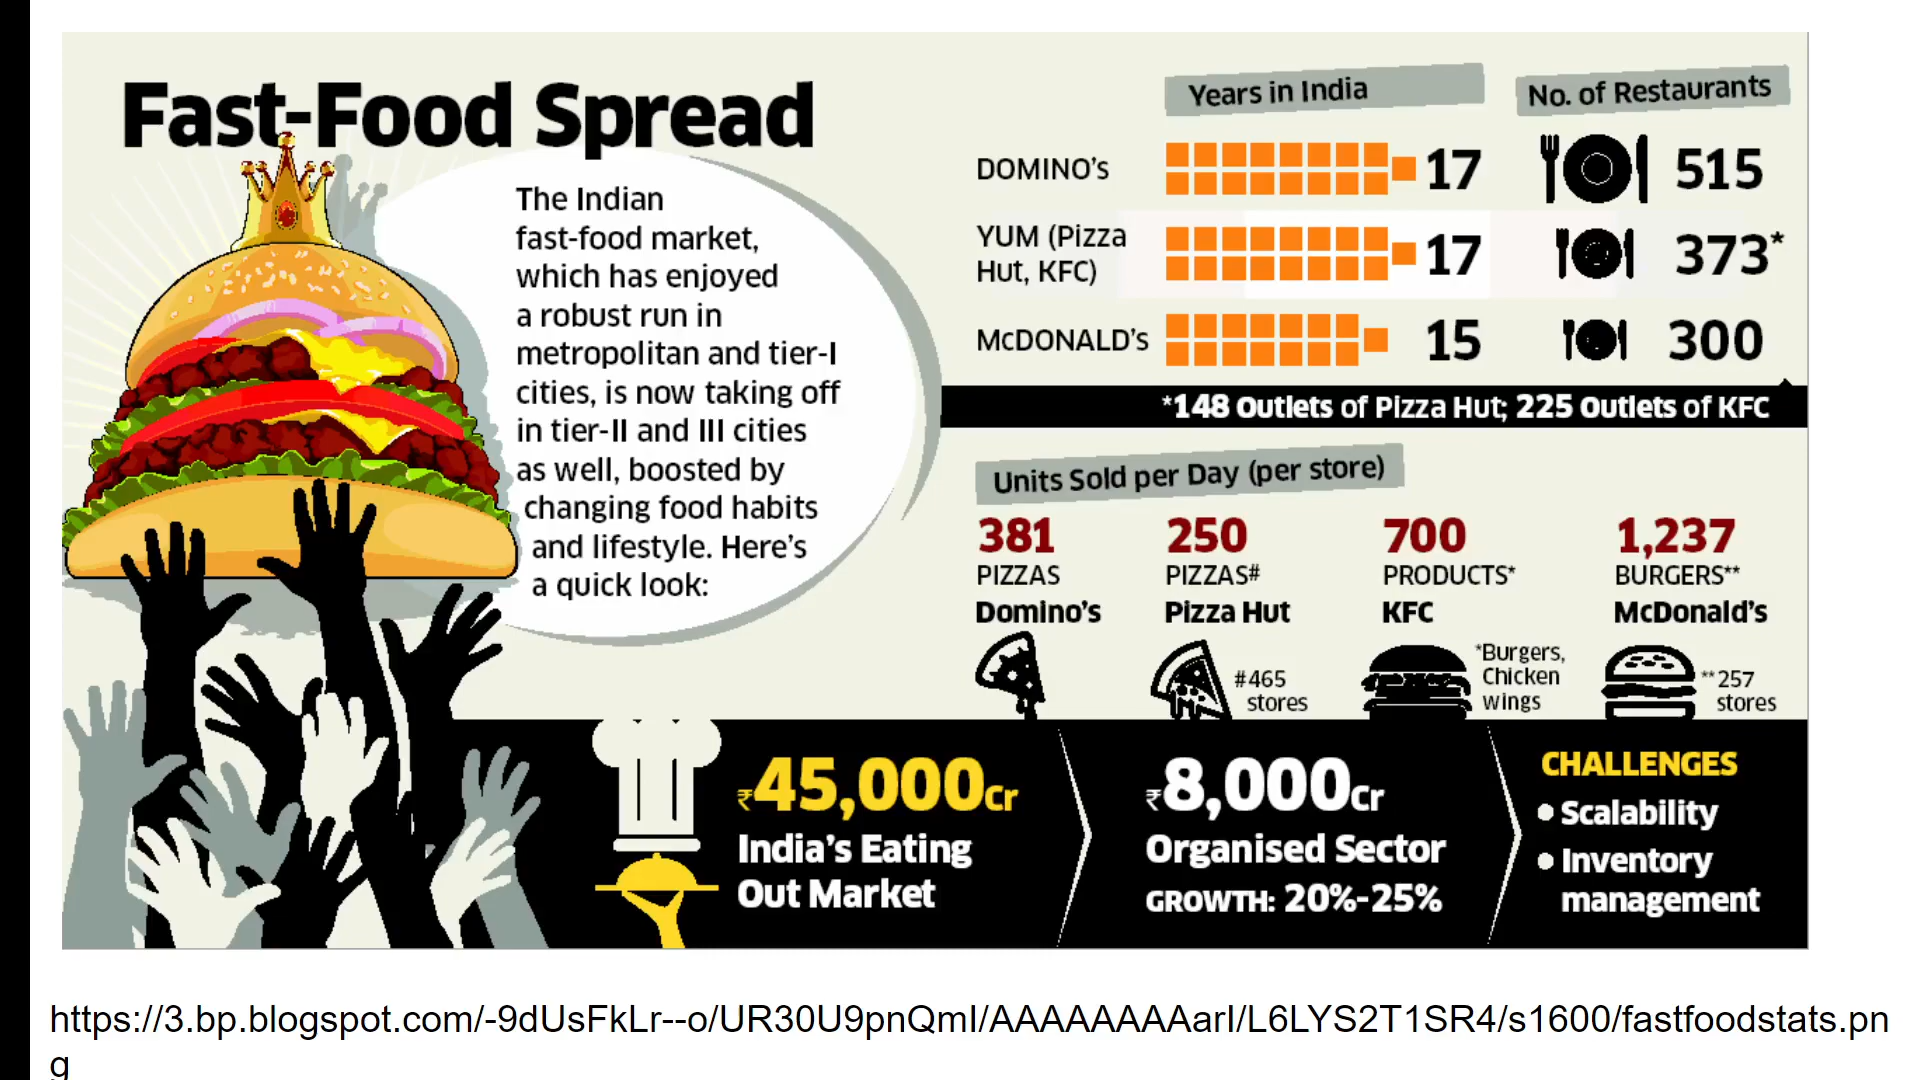 Fast-Food Spread
The Indian
fast-food market,
which has enjoyed
a robust run in
metropolitan and tier-I
cities, is now taking off
in tier-II and III cities
as well, boosted by
changing food habits
and lifestyle. Here's
a quick look:
Years in India
No. of Restaurants
DOMINO's 17 515
YUM (Pizza
Hut, KFC) 17 373*
McDONALD's 15 300
*148 Outlets of Pizza Hut; 225 Outlets of KFC
Units Sold per Day (per store)
381
PIZZAS
Domino's
250
PIZZAS#
Pizza Hut
#465
stores
700
PRODUCTS*
KFC
*Burgers,
Chicken
wings
1,237
BURGERS**
McDonald's
**257
stores
₹45,000Cr
India's Eating
Out Market
₹8,000Cr
Organised Sector
GROWTH: 20%-25%
CHALLENGES
● Scalability
● Inventory
management
https://3.bp.blogspot.com/-9dUsFkLr--o/UR30U9pnQmI/AAAAAAAAarI/L6LYS2T1SR4/s1600/fastfoodstats.pn
g